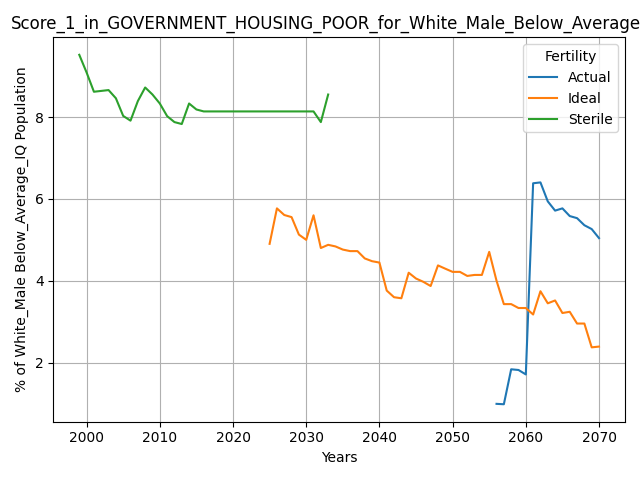 Score_1_in_GOVERNMENT_HOUSING_POOR_for_White_Male_Below_Average
Fertility
Actual
Ideal
Sterile
% of White_Male Below_Average_IQ Population
8
6
4
2
2000 2010 2020 2030 2040 2050 2060 2070
Years